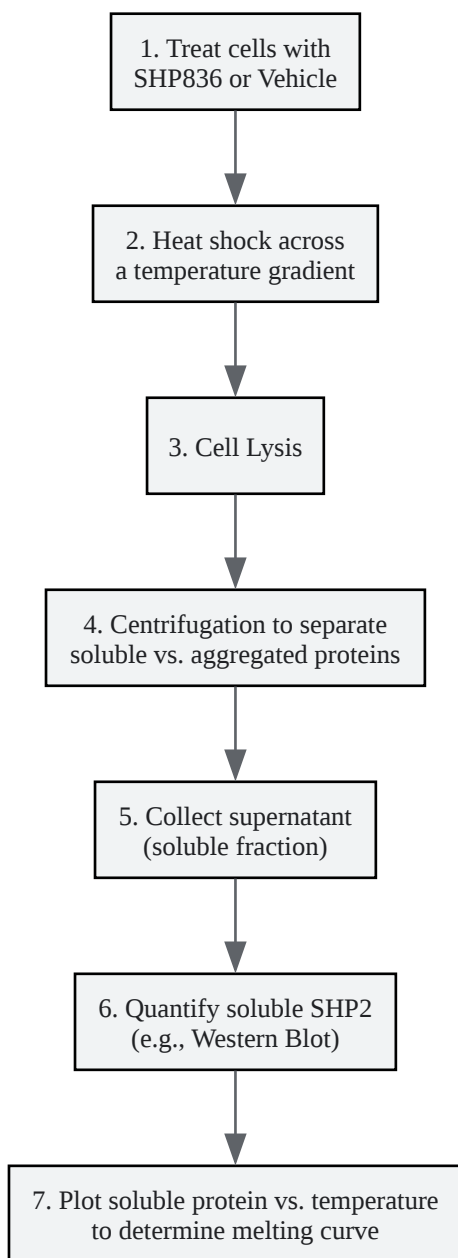 1. Treat cells with
SHP836 or Vehicle
2. Heat shock across
a temperature gradient
3. Cell Lysis
4. Centrifugation to separate
soluble vs. aggregated proteins
5. Collect supernatant
(soluble fraction)
6. Quantify soluble SHP2
(e.g., Western Blot)
7. Plot soluble protein vs. temperature
to determine melting curve